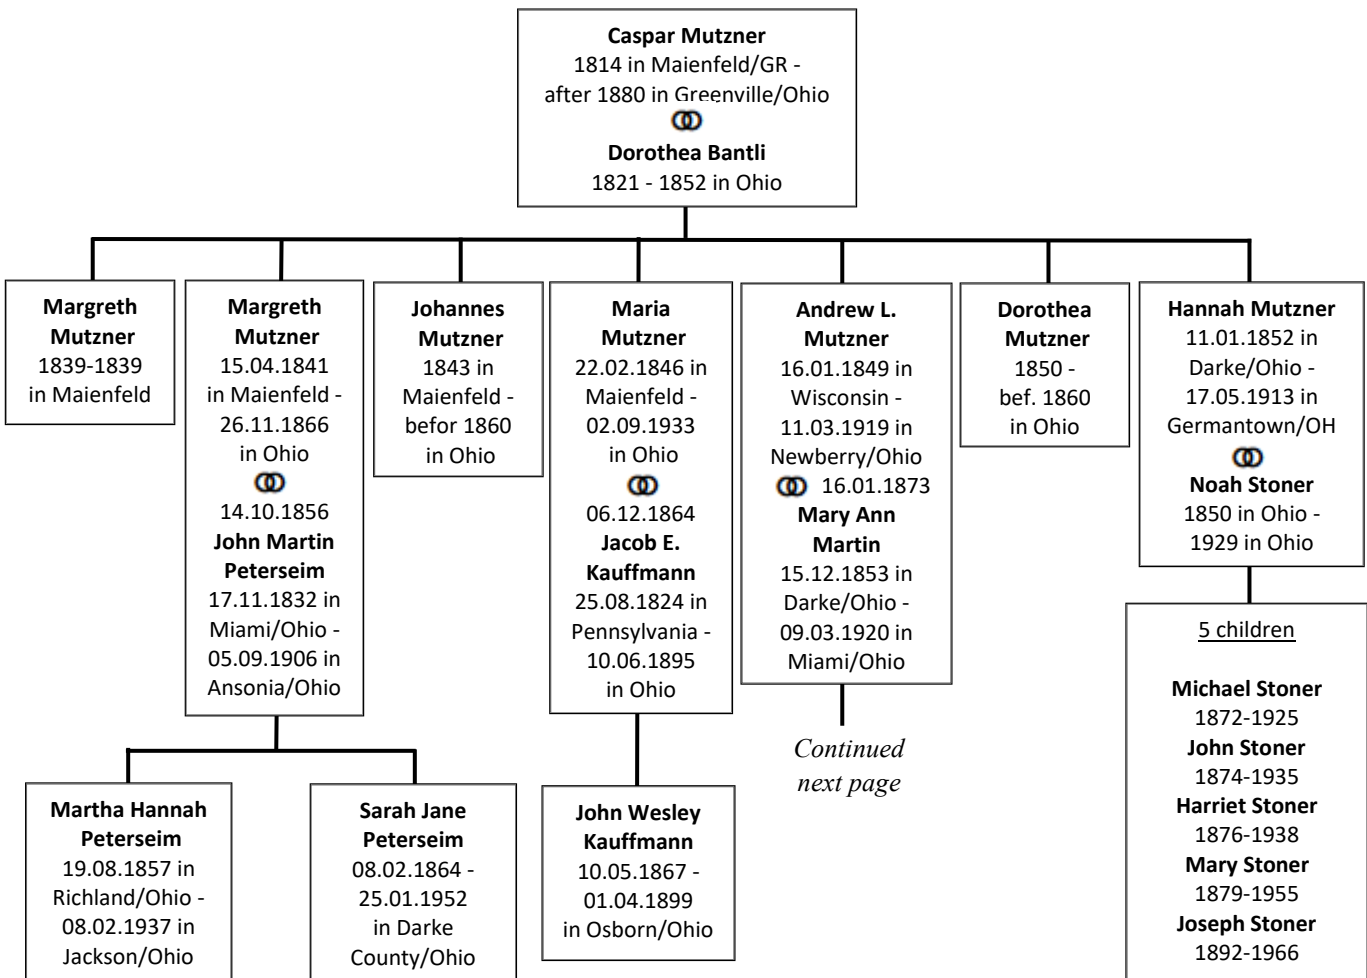 Caspar Mutzner
1814 in Maienfeld/GR -
after 1880 in Greenville/Ohio
Dorothea Bantli
1821 - 1852 in Ohio
Margreth
Mutzner
1839-1839
in Maienfeld
Margreth
Mutzner
15.04.1841
in Maienfeld -
26.11.1866
in Ohio
14.10.1856
John Martin
Peterseim
17.11.1832 in
Miami/Ohio -
05.09.1906 in
Ansonia/Ohio
Johannes
Mutzner
1843 in
Maienfeld -
befor 1860
in Ohio
Maria
Mutzner
22.02.1846 in
Maienfeld -
02.09.1933
in Ohio
06.12.1864
Jacob E.
Kauffmann
25.08.1824 in
Pennsylvania -
10.06.1895
in Ohio
Andrew L.
Mutzner
16.01.1849 in
Wisconsin -
11.03.1919 in
Newberry/Ohio
16.01.1873
Mary Ann
Martin
15.12.1853 in
Darke/Ohio -
09.03.1920 in
Miami/Ohio
Dorothea
Mutzner
1850 -
bef. 1860
in Ohio
Hannah Mutzner
11.01.1852 in
Darke/Ohio -
17.05.1913 in
Germantown/OH
Noah Stoner
1850 in Ohio -
1929 in Ohio
Martha Hannah
Peterseim
19.08.1857 in
Richland/Ohio -
08.02.1937 in
Jackson/Ohio
Sarah Jane
Peterseim
08.02.1864 -
25.01.1952
in Darke
County/Ohio
John Wesley
Kauffmann
10.05.1867 -
01.04.1899
in Osborn/Ohio
Continued
next page
5 children
Michael Stoner
1872-1925
John Stoner
1874-1935
Harriet Stoner
1876-1938
Mary Stoner
1879-1955
Joseph Stoner
1892-1966